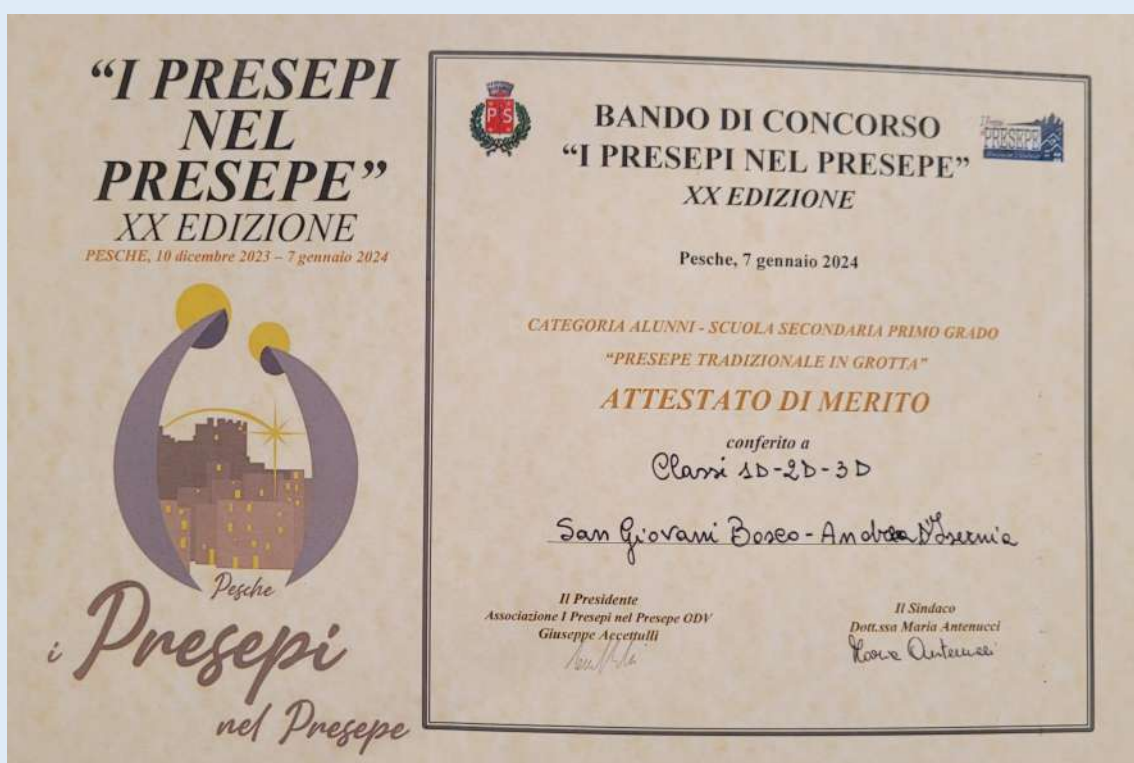 “I PRESEPI
NEL
PRESEPE”
XX EDIZIONE
PESCHE, 10 dicembre 2023 – 7 gennaio 2024
Pesche
i Presepi
nel Presepe
PS
PRESEPE
BANDO DI CONCORSO
“I PRESEPI NEL PRESEPE”
XX EDIZIONE
Pesche, 7 gennaio 2024
CATEGORIA ALUNNI - SCUOLA SECONDARIA PRIMO GRADO
“PRESEPE TRADIZIONALE IN GROTTA”
ATTESTATO DI MERITO
conferito a
Classi 1D-2D-3D
San Giovanni Bosco - Andrea D'Isernia
Il Presidente
Associazione I Presepi nel Presepe ODV
Giuseppe Accettulli
Il Sindaco
Dott.ssa Maria Antenucci
Maria Antenucci